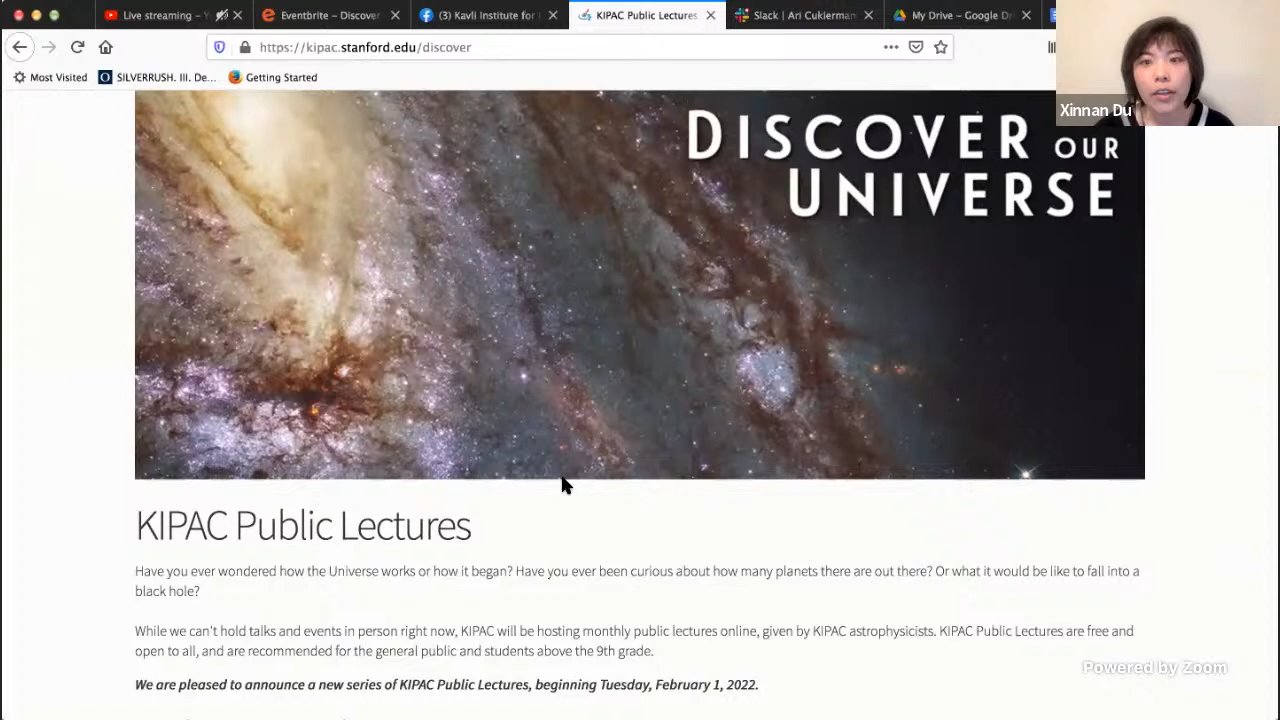 Live streaming – Y
Eventbrite – Discover
(3) Kavli Institute for
KIPAC Public Lectures
Slack | Ari Cukierman
My Drive – Google D
https://kipac.stanford.edu/discover
Most Visited
SILVERRUSH. III. De...
Getting Started
Xinnan Du
DISCOVER OUR
UNIVERSE
KIPAC Public Lectures
Have you ever wondered how the Universe works or how it began? Have you ever been curious about how many planets there are out there? Or what it would be like to fall into a
black hole?
While we can't hold talks and events in person right now, KIPAC will be hosting monthly public lectures online, given by KIPAC astrophysicists. KIPAC Public Lectures are free and
open to all, and are recommended for the general public and students above the 9th grade.
Powered by Zoom
We are pleased to announce a new series of KIPAC Public Lectures, beginning Tuesday, February 1, 2022.